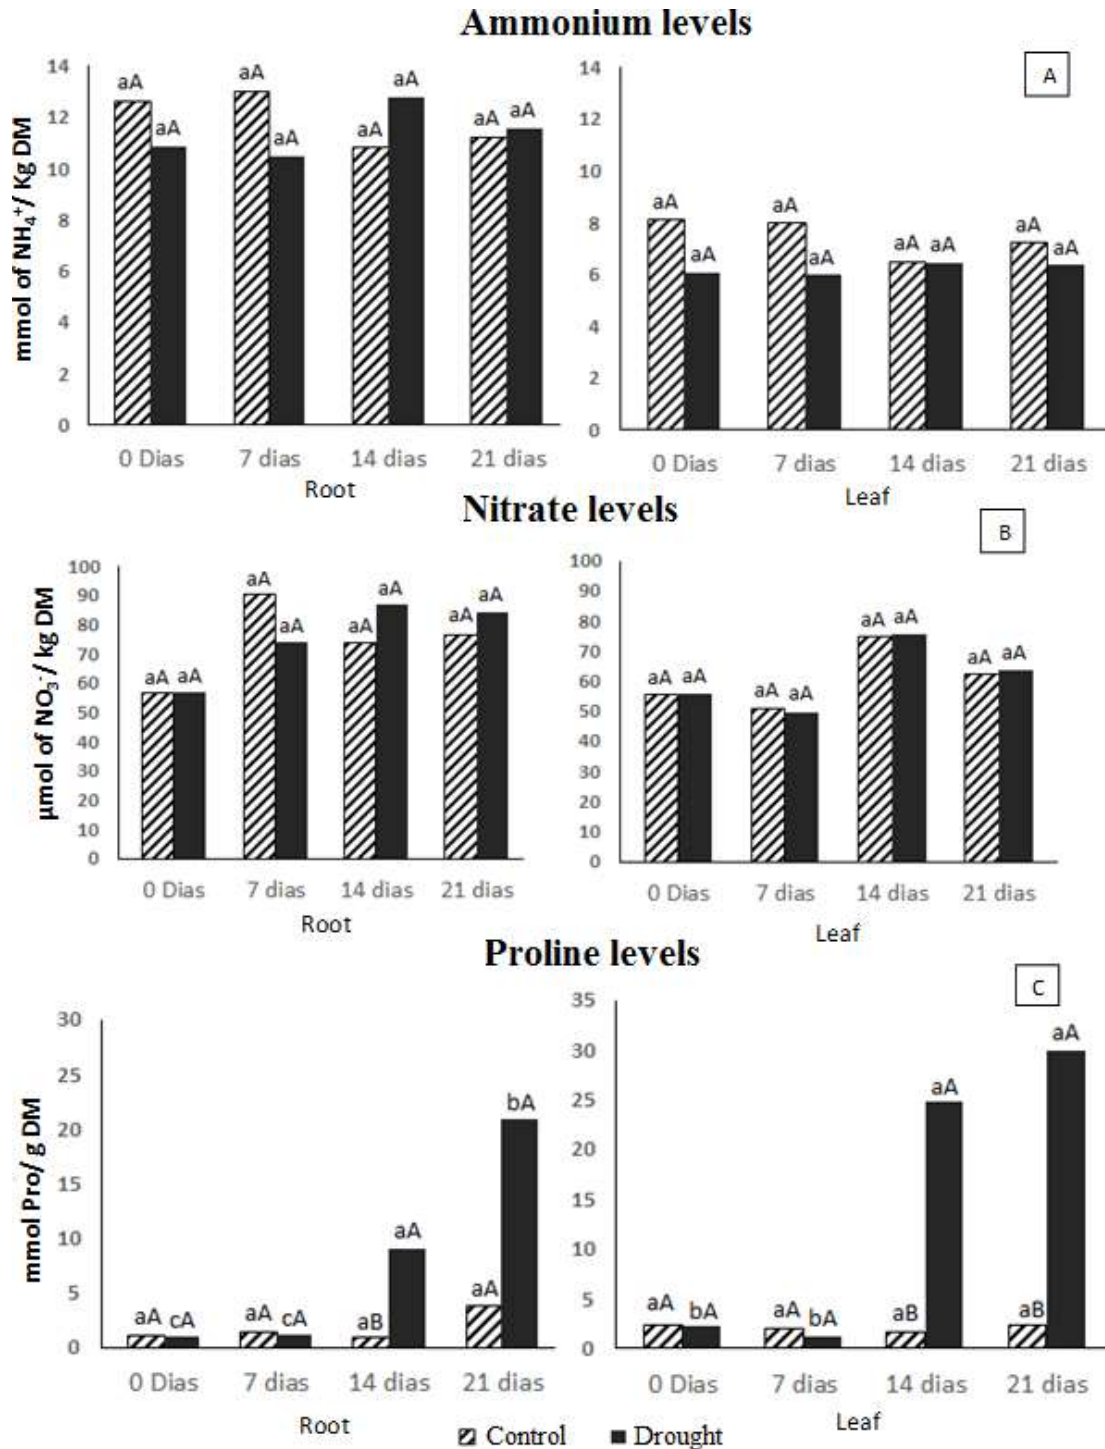 Ammonium levels
A
mmol of NH₄⁺/ Kg DM
14
12
10
8
6
4
2
0
aA aA aA aA aA aA aA aA
0 Dias 7 dias 14 dias 21 dias
Root
14
12
10
8
6
4
2
0
aA aA aA aA aA aA aA aA
0 Dias 7 dias 14 dias 21 dias
Leaf
Nitrate levels
B
µmol of NO₃⁻/ kg DM
100
90
80
70
60
50
40
30
20
10
0
aA aA aA aA aA aA aA aA
0 Dias 7 dias 14 dias 21 dias
Root
100
90
80
70
60
50
40
30
20
10
0
aA aA aA aA aA aA aA aA
0 Dias 7 dias 14 dias 21 dias
Leaf
Proline levels
C
mmol Pro/ g DM
30
25
20
15
10
5
0
aA cA aA cA aB aA aA bA
0 Dias 7 dias 14 dias 21 dias
Root
35
30
25
20
15
10
5
0
aA bA aA bA aB aA aB aA
0 Dias 7 dias 14 dias 21 dias
Leaf
Control Drought